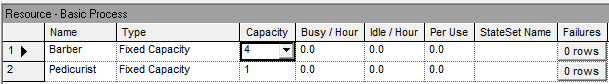 Resource - Basic Process
Name Type Capacity Busy / Hour Idle / Hour Per Use StateSet Name Failures
1 Barber Fixed Capacity 4 0.0 0.0 0.0 0 rows
2 Pedicurist Fixed Capacity 1 0.0 0.0 0.0 0 rows